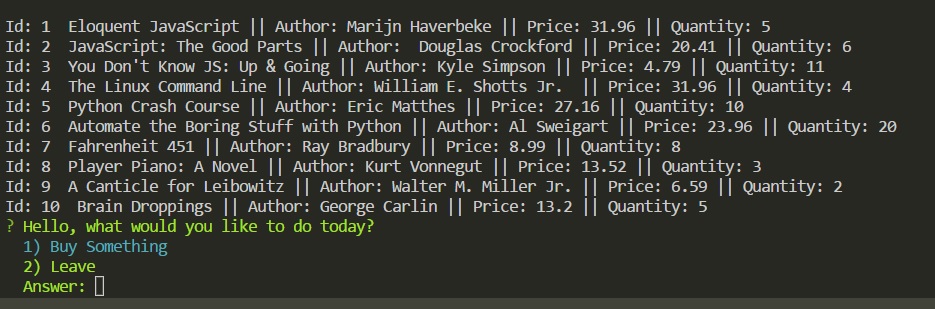 Id: 1  Eloquent JavaScript || Author: Marijn Haverbeke || Price: 31.96 || Quantity: 5
Id: 2  JavaScript: The Good Parts || Author:  Douglas Crockford || Price: 20.41 || Quantity: 6
Id: 3  You Don't Know JS: Up & Going || Author: Kyle Simpson || Price: 4.79 || Quantity: 11
Id: 4  The Linux Command Line || Author: William E. Shotts Jr.  || Price: 31.96 || Quantity: 4
Id: 5  Python Crash Course || Author: Eric Matthes || Price: 27.16 || Quantity: 10
Id: 6  Automate the Boring Stuff with Python || Author: Al Sweigart || Price: 23.96 || Quantity: 20
Id: 7  Fahrenheit 451 || Author: Ray Bradbury || Price: 8.99 || Quantity: 8
Id: 8  Player Piano: A Novel || Author: Kurt Vonnegut || Price: 13.52 || Quantity: 3
Id: 9  A Canticle for Leibowitz || Author: Walter M. Miller Jr. || Price: 6.59 || Quantity: 2
Id: 10  Brain Droppings || Author: George Carlin || Price: 13.2 || Quantity: 5
? Hello, what would you like to do today?
  1) Buy Something
  2) Leave
  Answer: